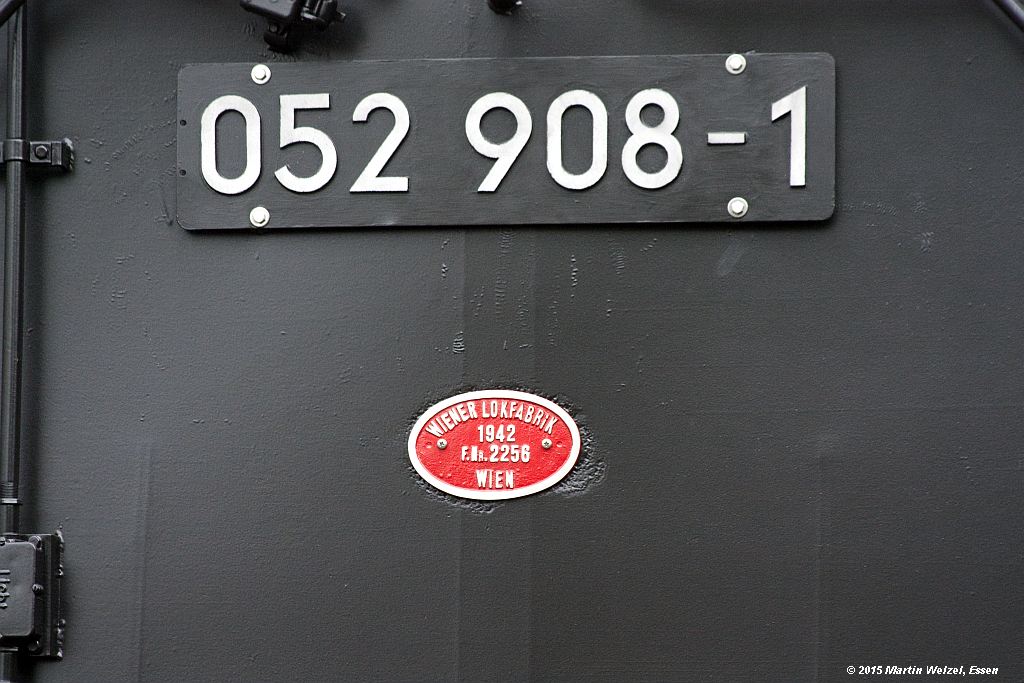 052 908-1
WIENER LOKFABRIK
1942
F.Nr. 2256
WIEN
© 2015 Martin Welzel, Essen